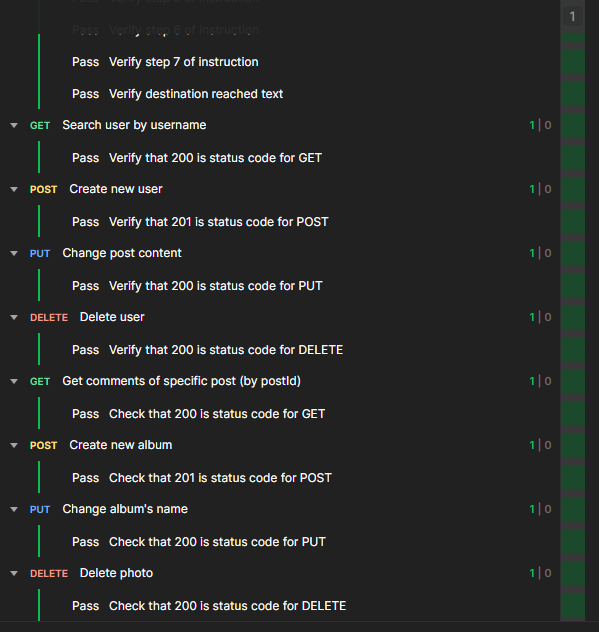 1
Verify step 6 of instruction
Pass Verify step 7 of instruction
Pass Verify destination reached text
GET Search user by username 1 | 0
Pass Verify that 200 is status code for GET
POST Create new user 1 | 0
Pass Verify that 201 is status code for POST
PUT Change post content 1 | 0
Pass Verify that 200 is status code for PUT
DELETE Delete user 1 | 0
Pass Verify that 200 is status code for DELETE
GET Get comments of specific post (by postId) 1 | 0
Pass Check that 200 is status code for GET
POST Create new album 1 | 0
Pass Check that 201 is status code for POST
PUT Change album's name 1 | 0
Pass Check that 200 is status code for PUT
DELETE Delete photo 1 | 0
Pass Check that 200 is status code for DELETE